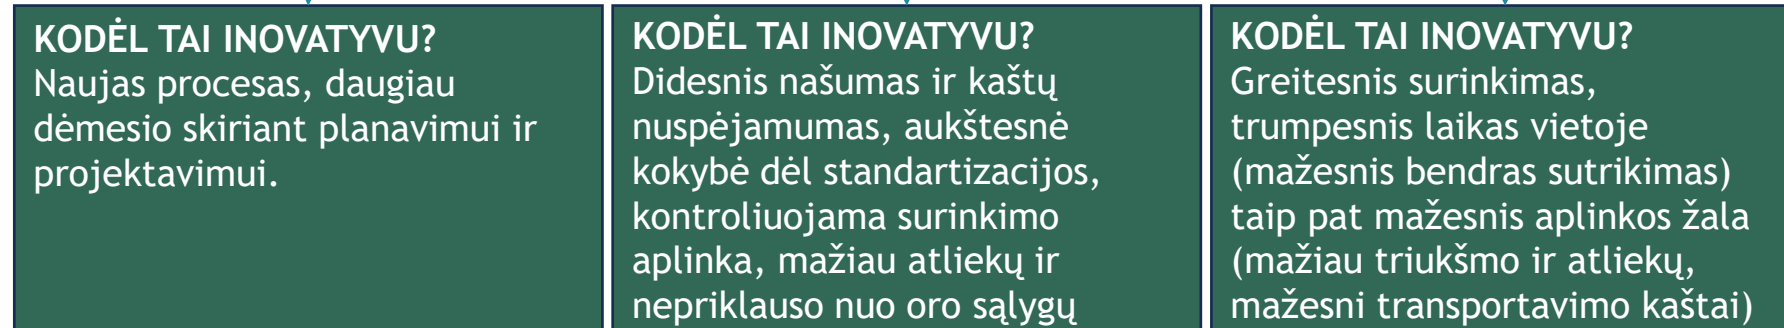 KODĖL TAI INOVATYVU?
Naujas procesas, daugiau
dėmesio skiriant planavimui ir
projektavimui.
KODĖL TAI INOVATYVU?
Didesnis našumas ir kaštų
nuspėjamumas, aukštesnė
kokybė dėl standartizacijos,
kontroliuojama surinkimo
aplinka, mažiau atliekų ir
nepriklauso nuo oro sąlygų
KODĖL TAI INOVATYVU?
Greitesnis surinkimas,
trumpesnis laikas vietoje
(mažesnis bendras sutrikimas)
taip pat mažesnis aplinkos žala
(mažiau triukšmo ir atliekų,
mažesni transportavimo kaštai)